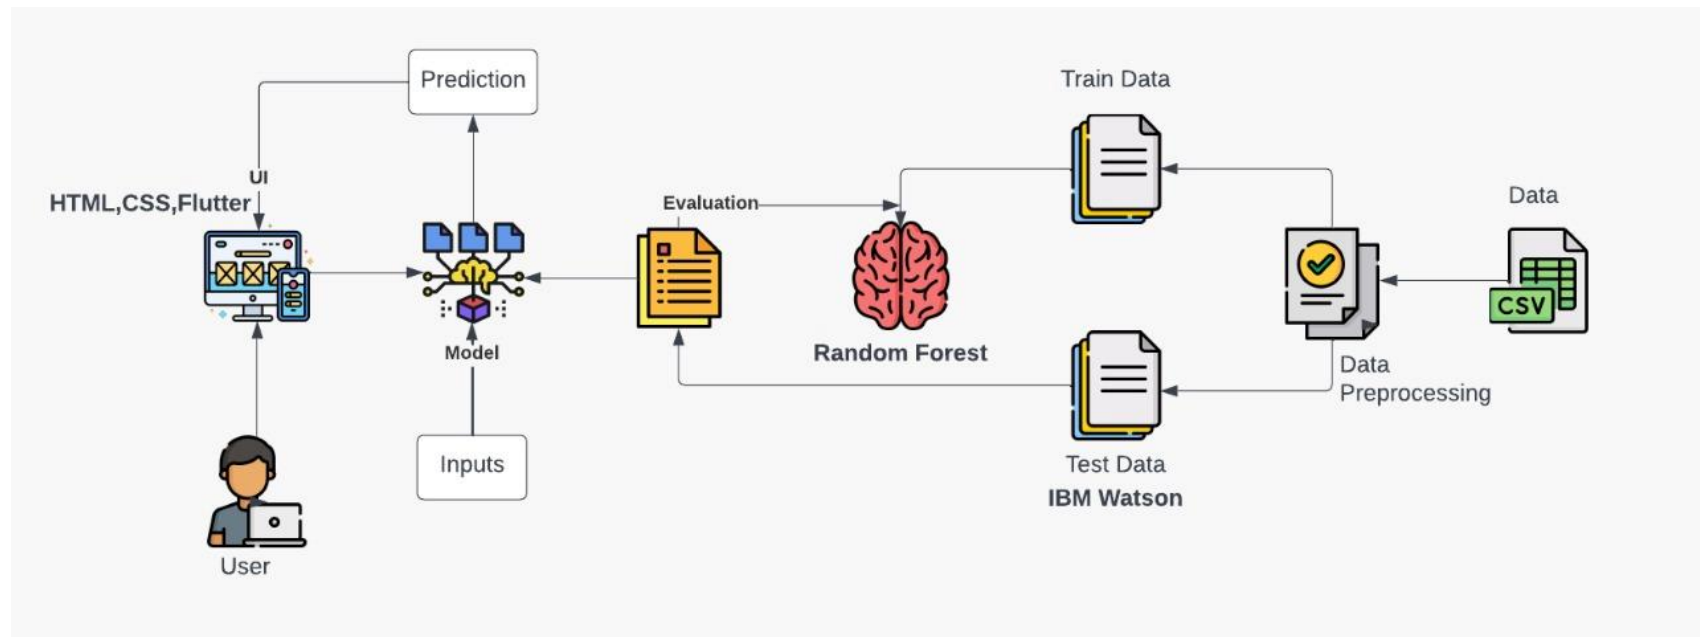 Prediction
Train Data
UI
HTML,CSS,Flutter
Evaluation
Data
CSV
Model
Random Forest
Data
Preprocessing
Inputs
Test Data
IBM Watson
User